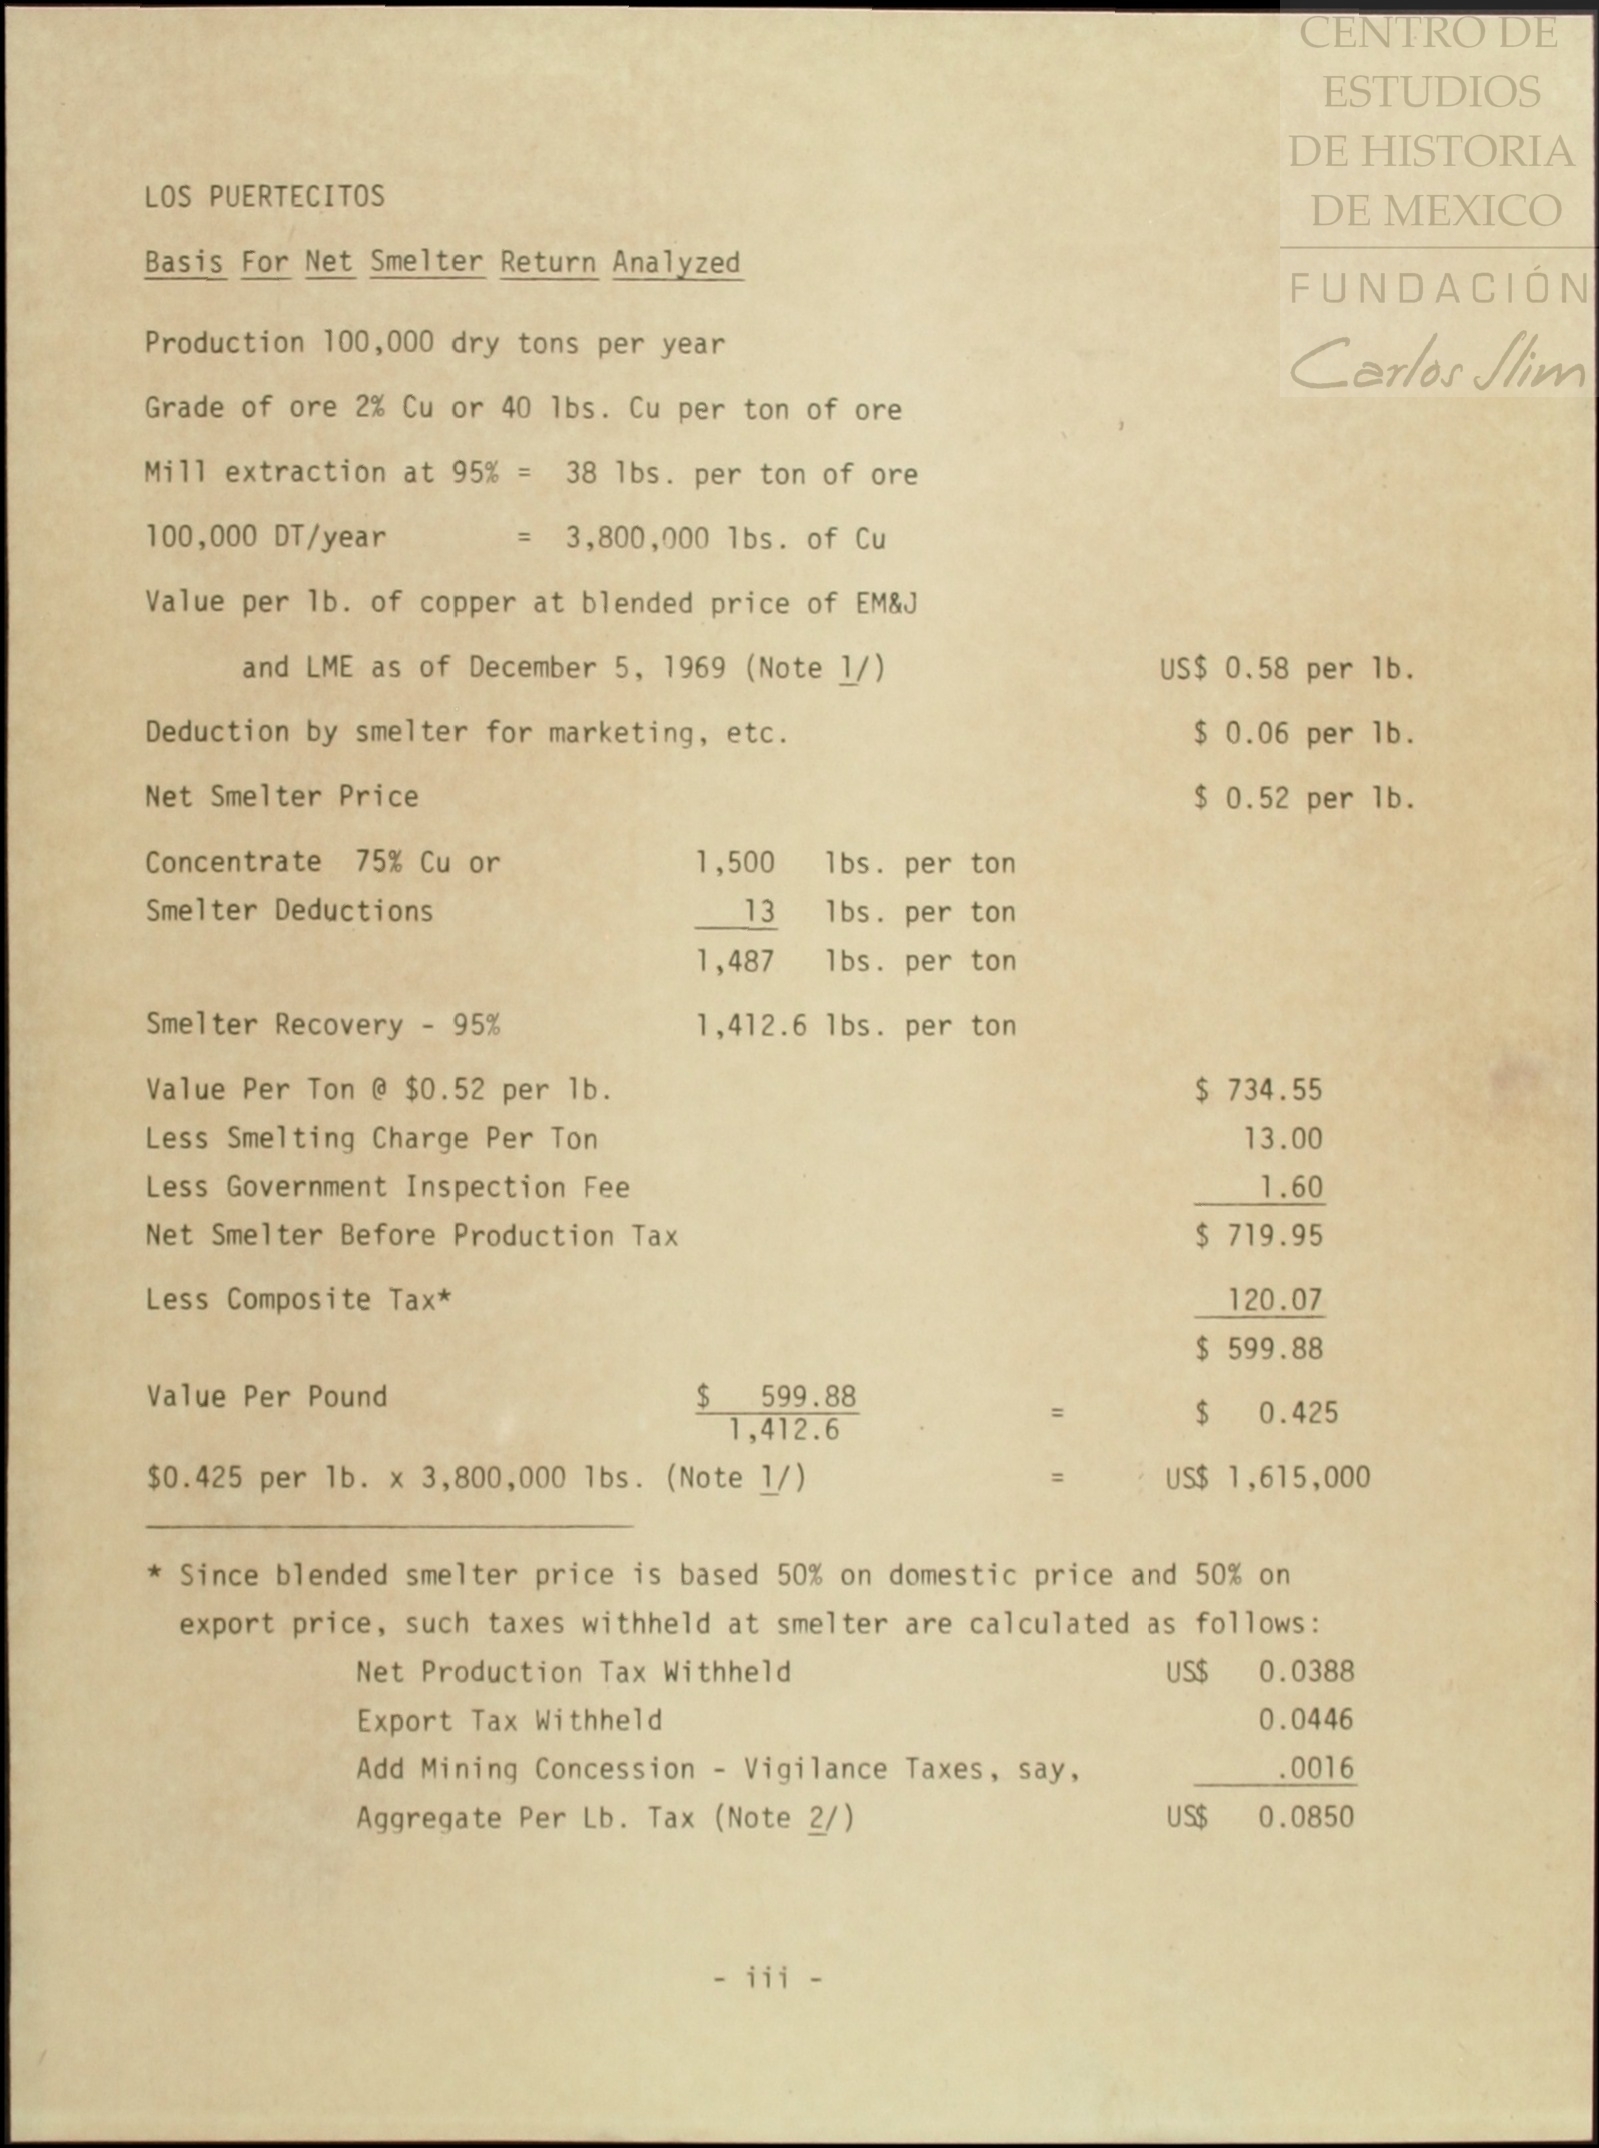 CENTRO DE
ESTUDIOS
DE HISTORIA
DE MEXICO
FUNDACIÓN
Carlos Slim
LOS PUERTECITOS
Basis For Net Smelter Return Analyzed
Production 100,000 dry tons per year
Grade of ore 2% Cu or 40 lbs. Cu per ton of ore
Mill extraction at 95% = 38 lbs. per ton of ore
100,000 DT/year = 3,800,000 lbs. of Cu
Value per lb. of copper at blended price of EM&J
and LME as of December 5, 1969 (Note 1/) US$ 0.58 per lb.
Deduction by smelter for marketing, etc. $ 0.06 per lb.
Net Smelter Price $ 0.52 per lb.
Concentrate 75% Cu or 1,500 lbs. per ton
Smelter Deductions 13 lbs. per ton
1,487 lbs. per ton
Smelter Recovery - 95% 1,412.6 lbs. per ton
Value Per Ton @ $0.52 per lb. $ 734.55
Less Smelting Charge Per Ton 13.00
Less Government Inspection Fee 1.60
Net Smelter Before Production Tax $ 719.95
Less Composite Tax* 120.07
$ 599.88
Value Per Pound $ 599.88 = $ 0.425
1,412.6
$0.425 per lb. x 3,800,000 lbs. (Note 1/) = US$ 1,615,000
* Since blended smelter price is based 50% on domestic price and 50% on
export price, such taxes withheld at smelter are calculated as follows:
Net Production Tax Withheld US$ 0.0388
Export Tax Withheld 0.0446
Add Mining Concession - Vigilance Taxes, say, .0016
Aggregate Per Lb. Tax (Note 2/) US$ 0.0850
- iii -